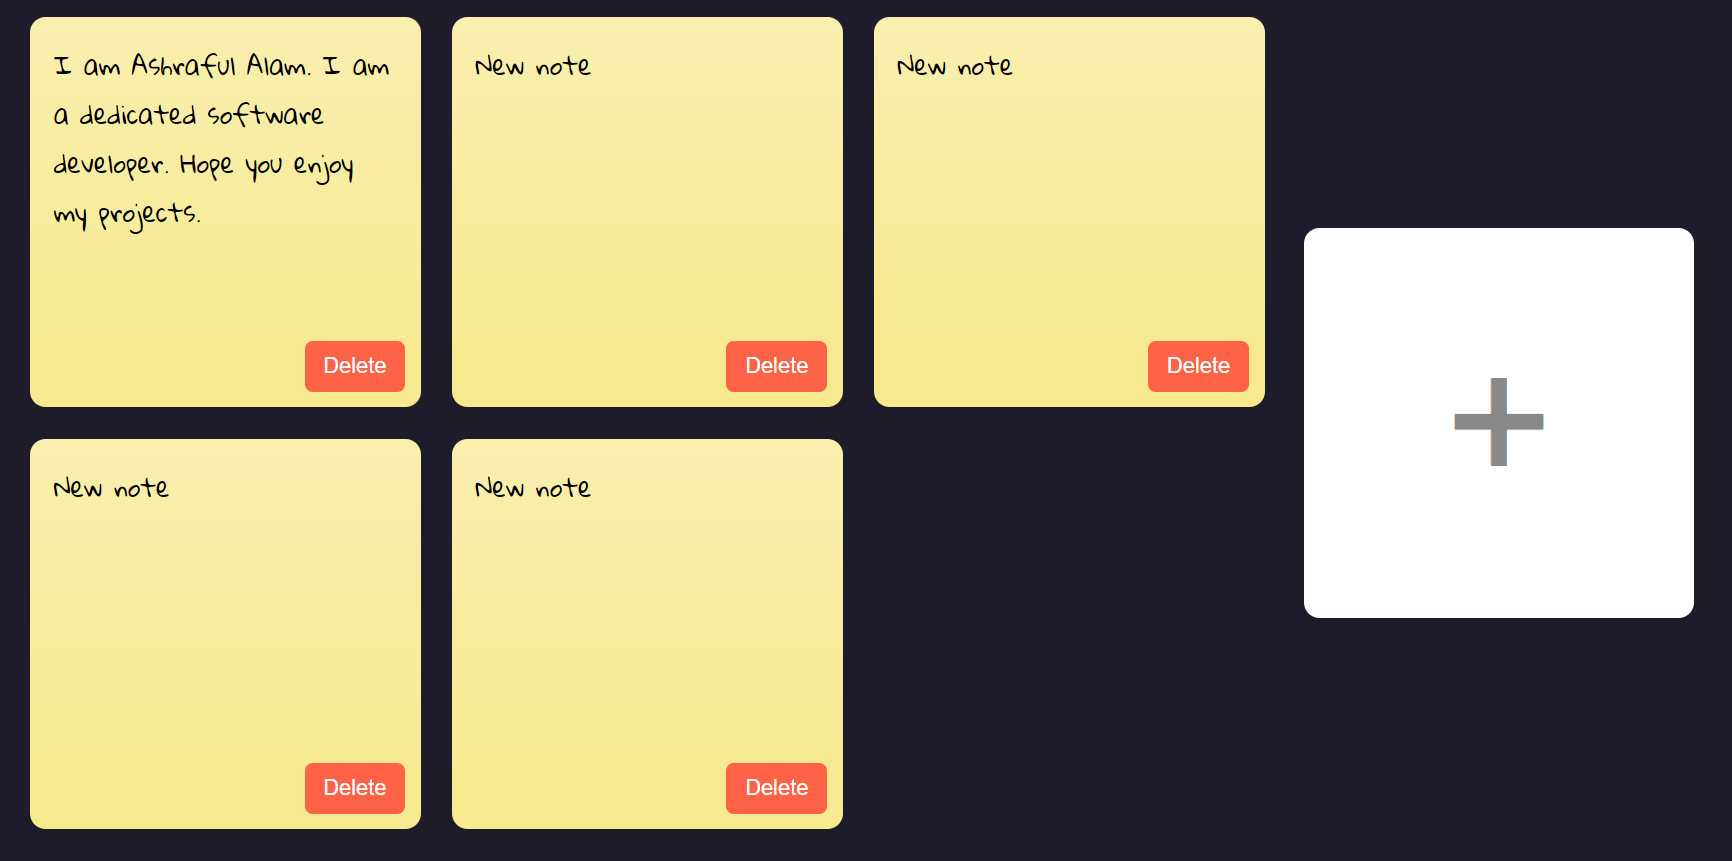 I am Ashraful Alam. I am
a dedicated software
developer. Hope you enjoy
my projects.
Delete
New note
Delete
New note
Delete
New note
Delete
New note
Delete
+